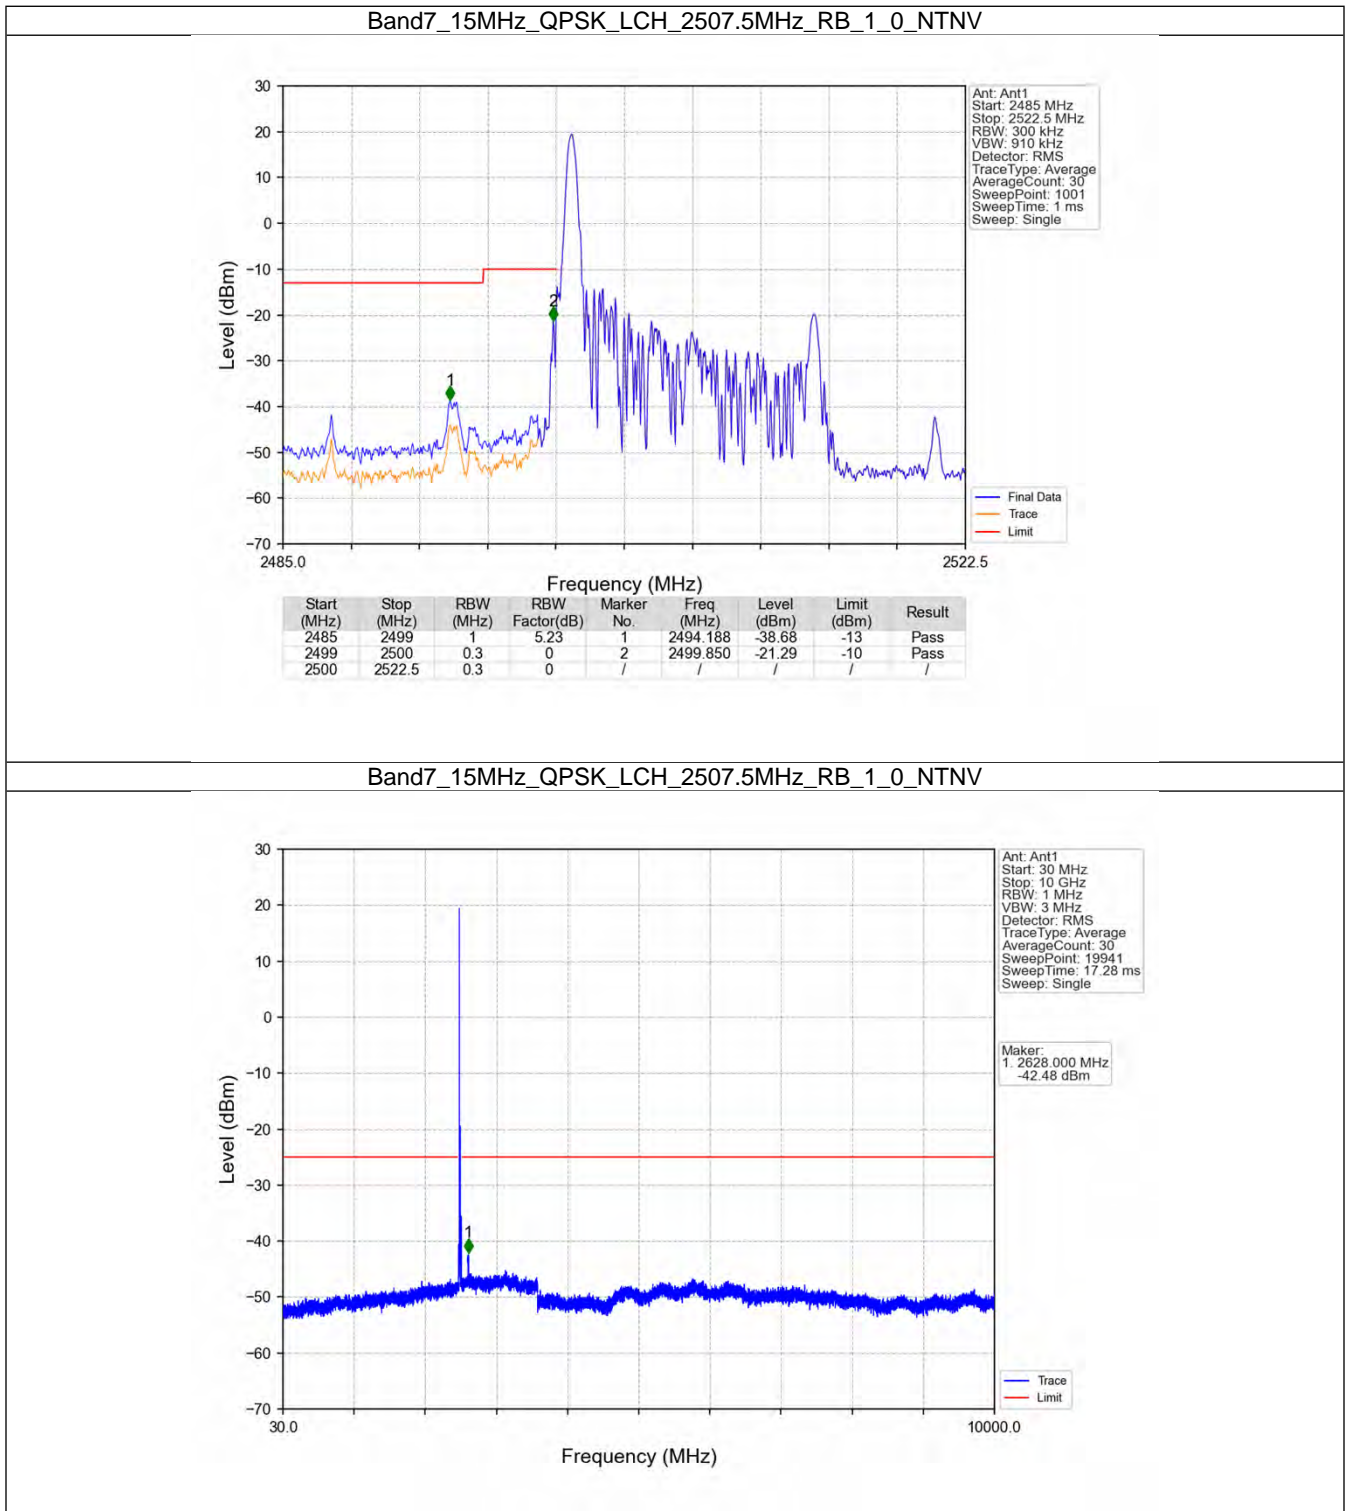 Band7_15MHz_QPSK_LCH_2507.5MHz_RB_1_0_NTNV
30
20
10
0
−10
−20
−30
−40
−50
−60
−70
Level (dBm)
1
2
2485.0
2522.5
Frequency (MHz)
Ant: Ant1
Start: 2485 MHz
Stop: 2522.5 MHz
RBW: 300 kHz
VBW: 910 kHz
Detector: RMS
TraceType: Average
AverageCount: 30
SweepPoint: 1001
SweepTime: 1 ms
Sweep: Single
Final Data
Trace
Limit
Start (MHz) Stop (MHz) RBW (MHz) RBW Factor(dB) Marker No. Freq (MHz) Level (dBm) Limit (dBm) Result
2485 2499 1 5.23 1 2494.188 -38.68 -13 Pass
2499 2500 0.3 0 2 2499.850 -21.29 -10 Pass
2500 2522.5 0.3 0 / / / / /
Band7_15MHz_QPSK_LCH_2507.5MHz_RB_1_0_NTNV
30
20
10
0
−10
−20
−30
−40
−50
−60
−70
Level (dBm)
1
30.0
10000.0
Frequency (MHz)
Ant: Ant1
Start: 30 MHz
Stop: 10 GHz
RBW: 1 MHz
VBW: 3 MHz
Detector: RMS
TraceType: Average
AverageCount: 30
SweepPoint: 19941
SweepTime: 17.28 ms
Sweep: Single
Maker:
1. 2628.000 MHz
-42.48 dBm
Trace
Limit